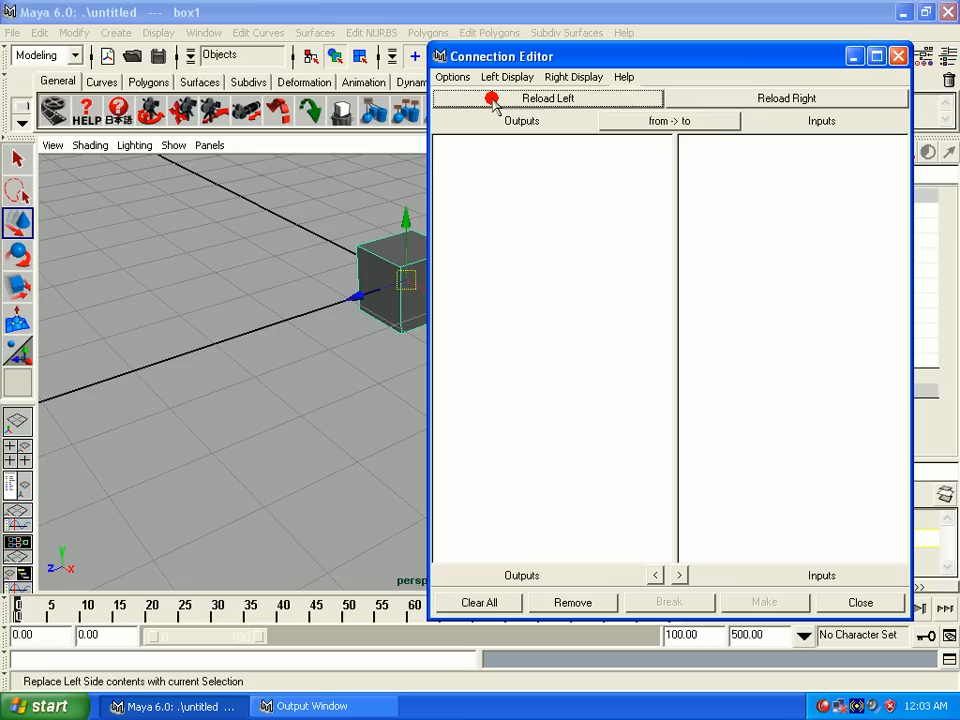 Maya 6.0: .\untitled   ---   box1
File Edit Modify Create Display Window Edit Curves Surfaces Edit NURBS Polygons Edit Polygons Subdiv Surfaces Help
Modeling
Objects
General Curves Polygons Surfaces Subdivs Deformation Animation Dynam
HELP 日本語
View Shading Lighting Show Panels
Connection Editor
Options Left Display Right Display Help
Reload Left Reload Right
Outputs from -> to Inputs
y
z x
persp
Outputs < > Inputs
Clear All Remove Break Make Close
5 10 15 20 25 30 35 40 45 50 55 60
0.00 0.00 0 100 100.00 500.00 No Character Set
Replace Left Side contents with current Selection
start Maya 6.0: .\untitled ... Output Window 12:03 AM